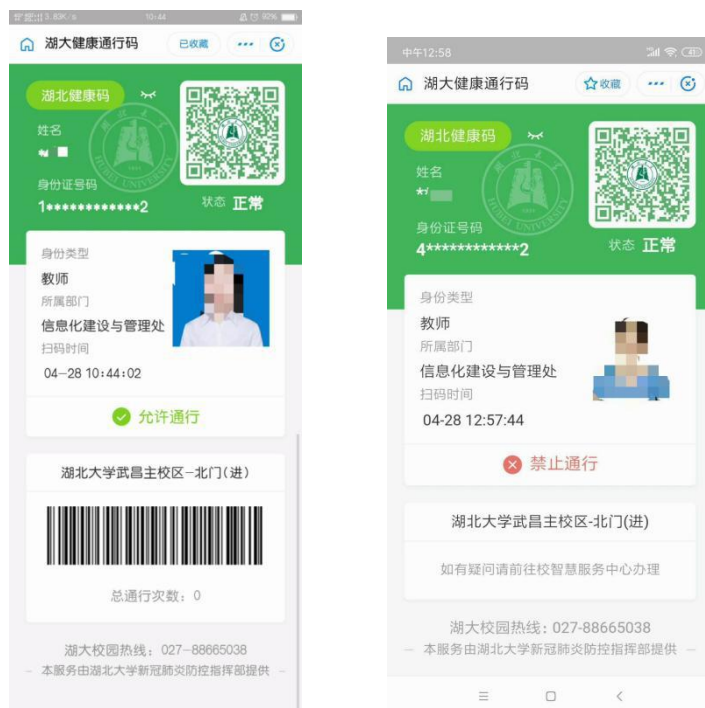 10:44
92%
湖大健康通行码
已收藏
湖北健康码
姓名
身份证号码
1************2
状态 正常
身份类型
教师
所属部门
信息化建设与管理处
扫码时间
04-28 10:44:02
允许通行
湖北大学武昌主校区-北门(进)
总通行次数: 0
湖大校园热线: 027-88665038
本服务由湖北大学新冠肺炎防控指挥部提供
中午12:58
湖大健康通行码
收藏
湖北健康码
姓名
身份证号码
4************2
状态 正常
身份类型
教师
所属部门
信息化建设与管理处
扫码时间
04-28 12:57:44
禁止通行
湖北大学武昌主校区-北门(进)
如有疑问请前往校智慧服务中心办理
湖大校园热线: 027-88665038
本服务由湖北大学新冠肺炎防控指挥部提供